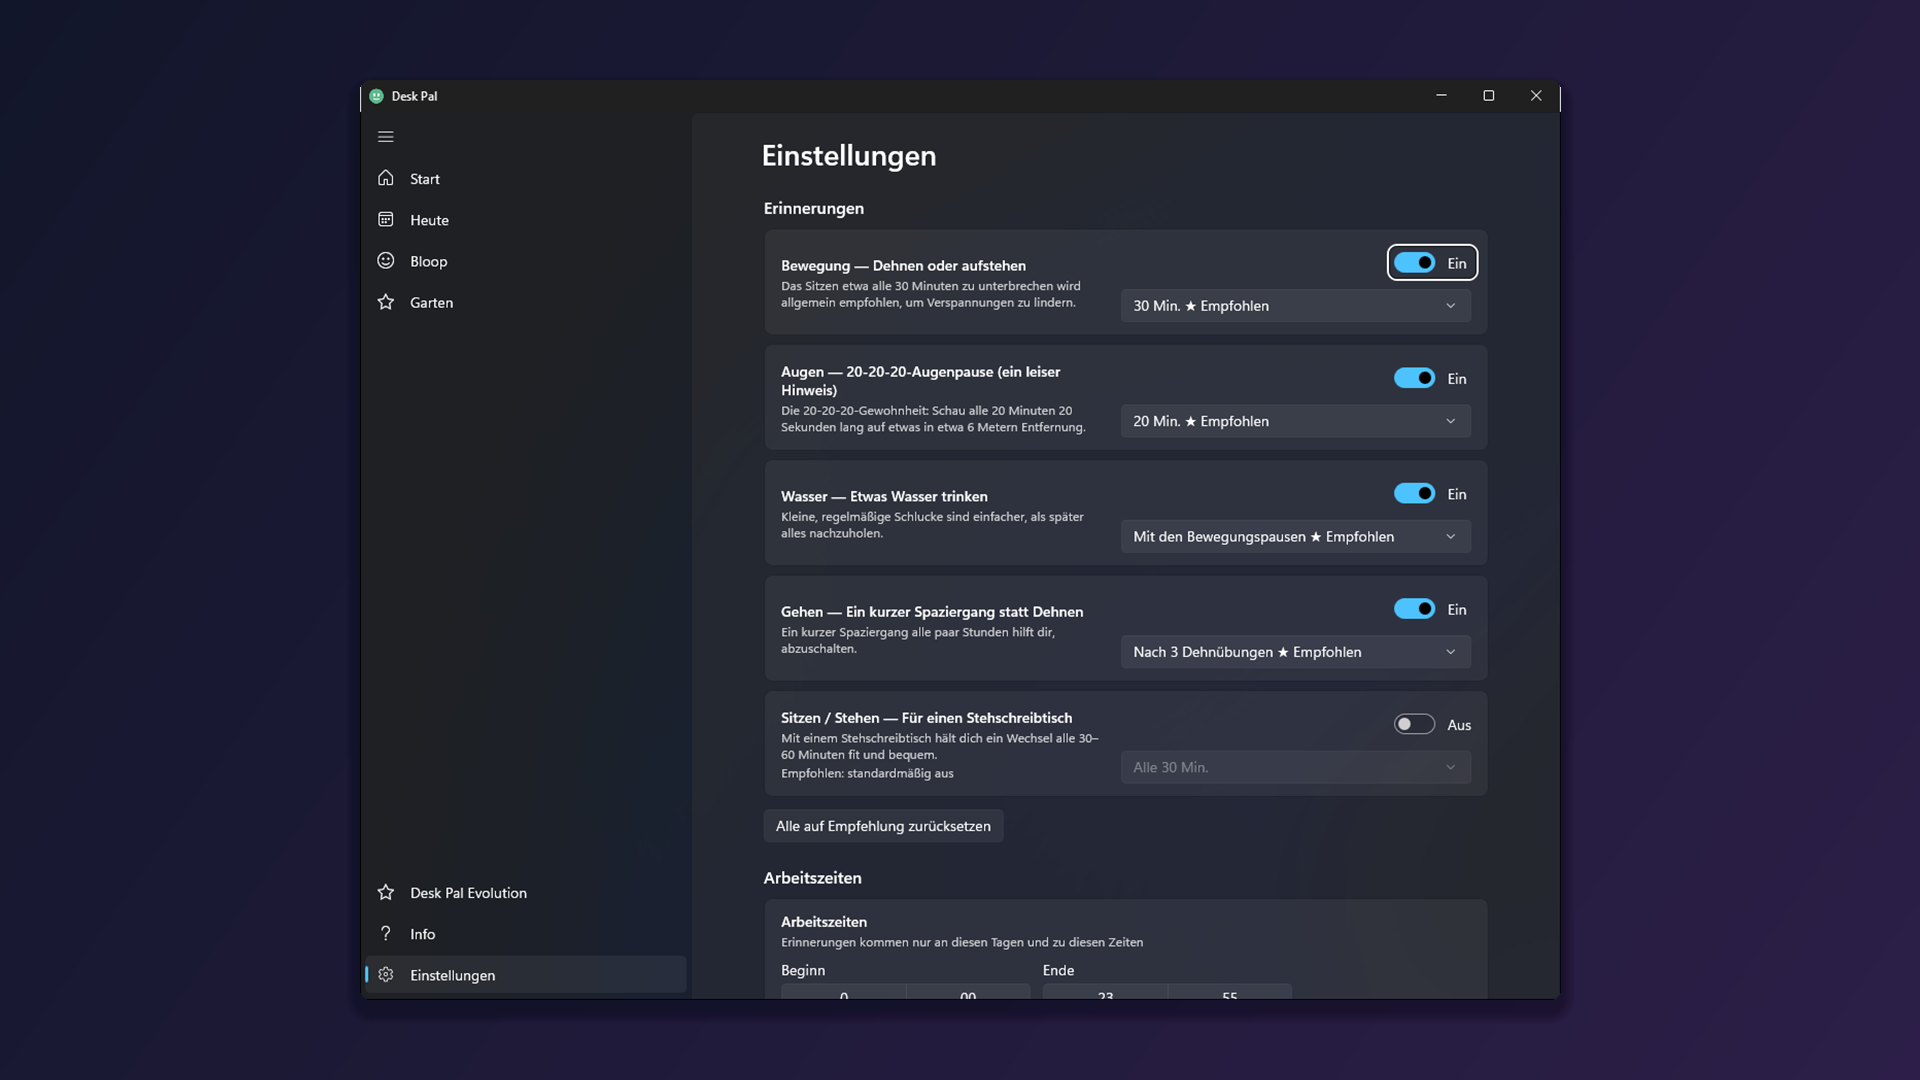 Desk Pal
Einstellungen
Start
Heute
Bloop
Garten
Erinnerungen
Bewegung — Dehnen oder aufstehen
Das Sitzen etwa alle 30 Minuten zu unterbrechen wird
allgemein empfohlen, um Verspannungen zu lindern.
Ein
30 Min. ★ Empfohlen
Augen — 20-20-20-Augenpause (ein leiser
Hinweis)
Die 20-20-20-Gewohnheit: Schau alle 20 Minuten 20
Sekunden lang auf etwas in etwa 6 Metern Entfernung.
Ein
20 Min. ★ Empfohlen
Wasser — Etwas Wasser trinken
Kleine, regelmäßige Schlucke sind einfacher, als später
alles nachzuholen.
Ein
Mit den Bewegungspausen ★ Empfohlen
Gehen — Ein kurzer Spaziergang statt Dehnen
Ein kurzer Spaziergang alle paar Stunden hilft dir,
abzuschalten.
Ein
Nach 3 Dehnübungen ★ Empfohlen
Sitzen / Stehen — Für einen Stehschreibtisch
Mit einem Stehschreibtisch hält dich ein Wechsel alle 30–
60 Minuten fit und bequem.
Empfohlen: standardmäßig aus
Aus
Alle 30 Min.
Alle auf Empfehlung zurücksetzen
Arbeitszeiten
Arbeitszeiten
Erinnerungen kommen nur an diesen Tagen und zu diesen Zeiten
Beginn
Ende
0
00
23
55
Desk Pal Evolution
Info
Einstellungen